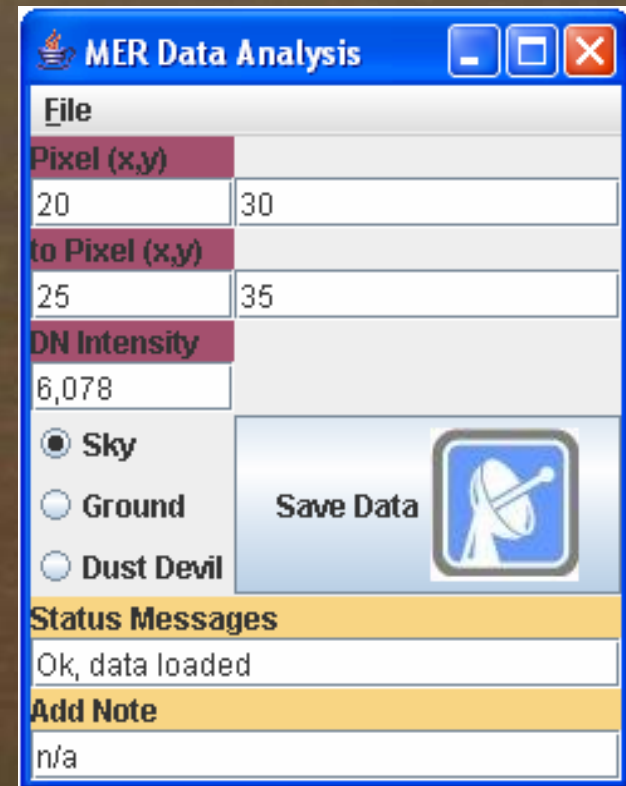 MER Data Analysis
File
Pixel (x,y)
20 30
to Pixel (x,y)
25 35
DN Intensity
6,078
Sky
Ground Save Data
Dust Devil
Status Messages
Ok, data loaded
Add Note
n/a